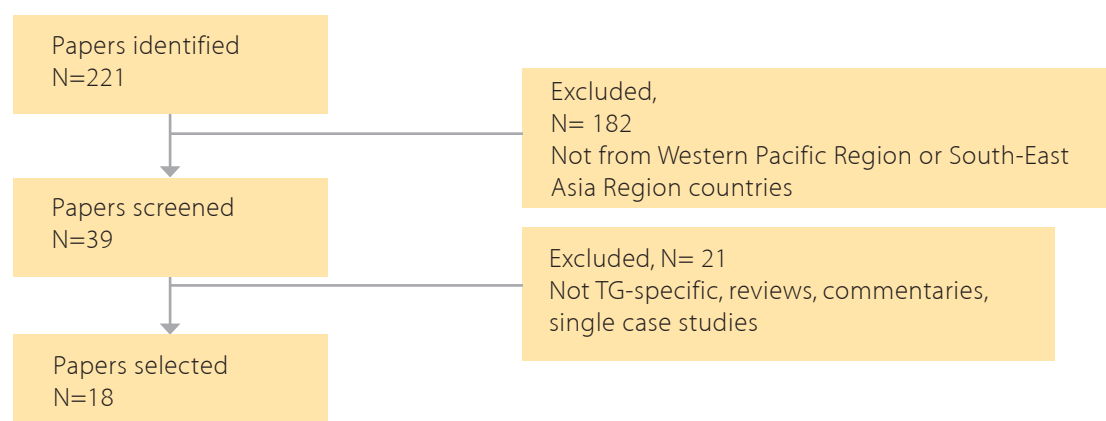 Papers identified
N=221
Excluded,
N= 182
Not from Western Pacific Region or South-East
Asia Region countries
Papers screened
N=39
Excluded, N= 21
Not TG-specific, reviews, commentaries,
single case studies
Papers selected
N=18